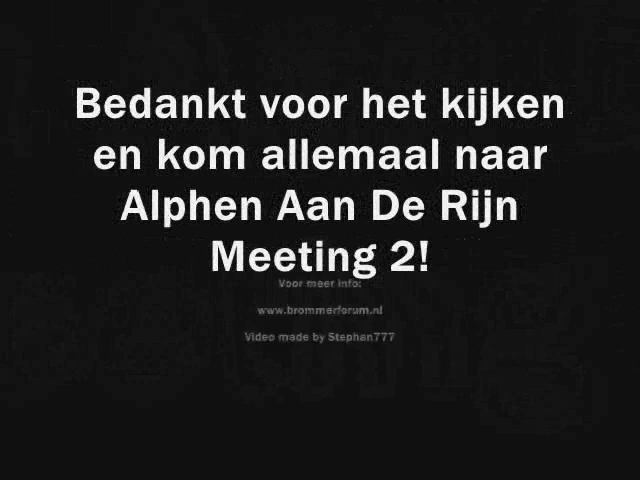 Bedankt voor het kijken
en kom allemaal naar
Alphen Aan De Rijn
Meeting 2!
Voor meer info:
www.brommerforum.nl
Video made by Stephan777